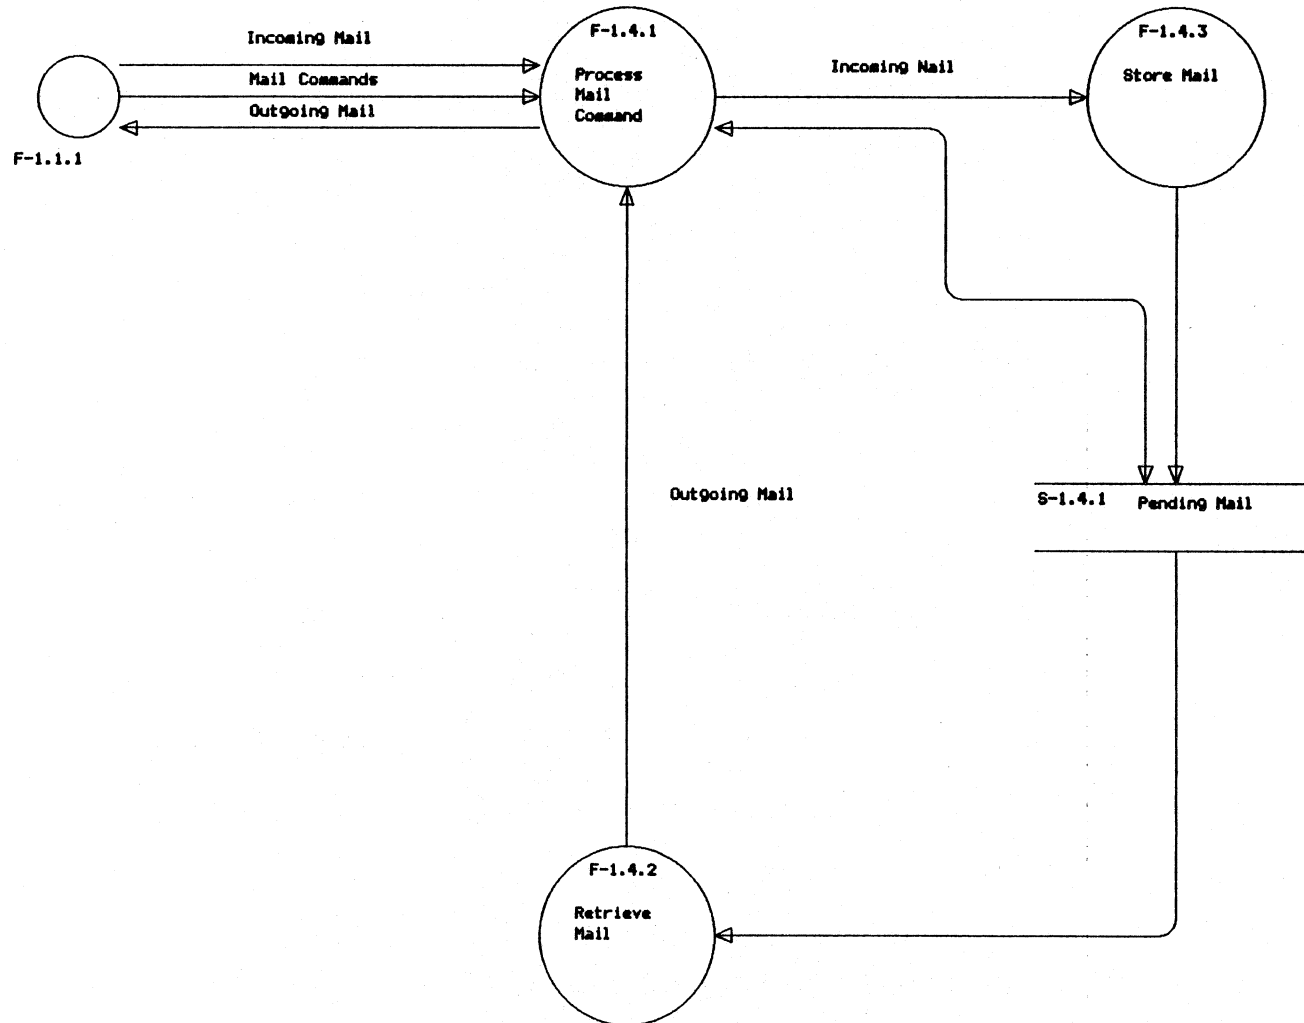 Incoming Mail
Mail Commands
Outgoing Mail
F-1.1.1
F-1.4.1
Process
Mail
Command
Incoming Nail
F-1.4.3
Store Mail
Outgoing Mail
S-1.4.1 Pending Mail
F-1.4.2
Retrieve
Mail